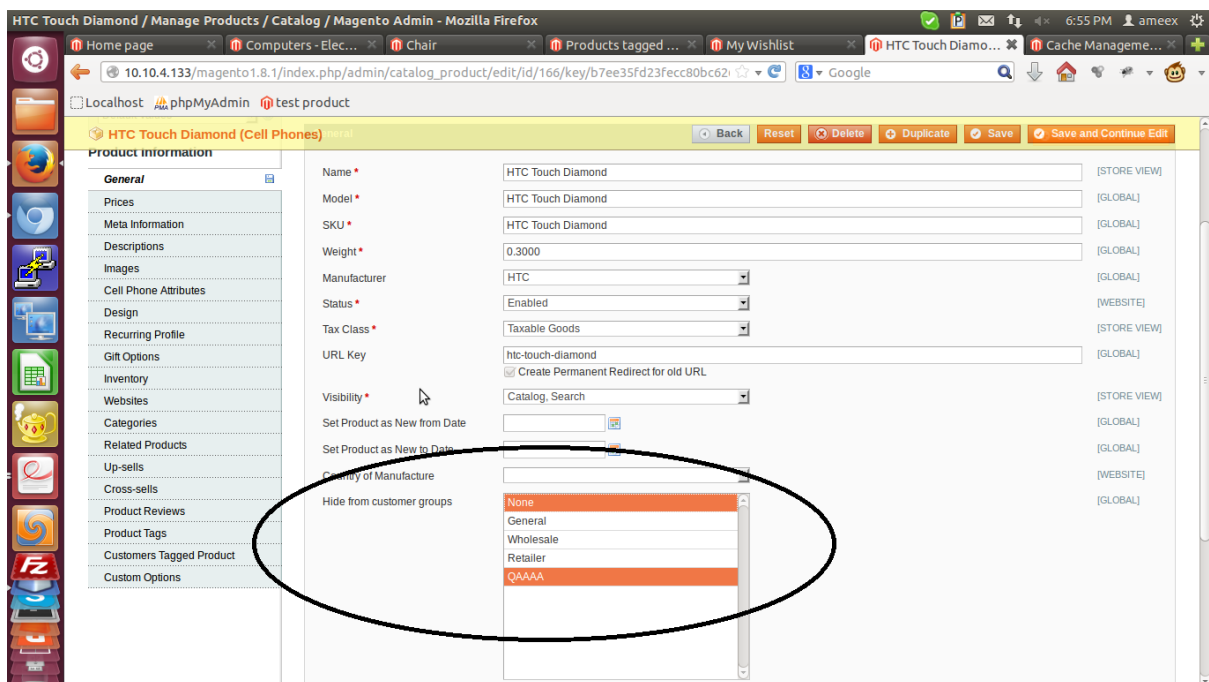 HTC Touch Diamond / Manage Products / Catalog / Magento Admin - Mozilla Firefox
6:55 PM ameex
Home page Computers - Elec... Chair Products tagged ... My Wishlist HTC Touch Diamo... Cache Manageme...
10.10.4.133/magento1.8.1/index.php/admin/catalog_product/edit/id/166/key/b7ee35fd23fecc80bc62 Google
Localhost phpMyAdmin test product
HTC Touch Diamond (Cell Phones) General Back Reset Delete Duplicate Save Save and Continue Edit
Product Information
General
Prices
Meta Information
Descriptions
Images
Cell Phone Attributes
Design
Recurring Profile
Gift Options
Inventory
Websites
Categories
Related Products
Up-sells
Cross-sells
Product Reviews
Product Tags
Customers Tagged Product
Custom Options
Name * HTC Touch Diamond [STORE VIEW]
Model * HTC Touch Diamond [GLOBAL]
SKU * HTC Touch Diamond [GLOBAL]
Weight * 0.3000 [GLOBAL]
Manufacturer HTC [GLOBAL]
Status * Enabled [WEBSITE]
Tax Class * Taxable Goods [STORE VIEW]
URL Key htc-touch-diamond [GLOBAL]
Create Permanent Redirect for old URL
Visibility * Catalog, Search [STORE VIEW]
Set Product as New from Date [GLOBAL]
Set Product as New to Date [GLOBAL]
Country of Manufacture [WEBSITE]
Hide from customer groups None [GLOBAL]
General
Wholesale
Retailer
QAAAA